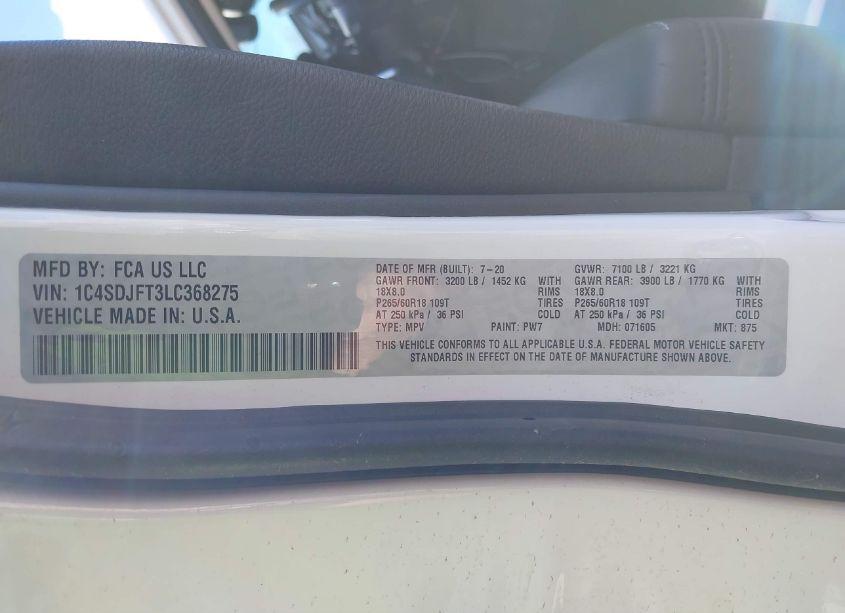 MFD BY: FCA US LLC
VIN: 1C4SDJFT3LC368275
VEHICLE MADE IN: U.S.A.
DATE OF MFR (BUILT): 7-20 GVWR: 7100 LB / 3221 KG
GAWR FRONT: 3200 LB / 1452 KG WITH GAWR REAR: 3900 LB / 1770 KG WITH
18X8.0 RIMS 18X8.0 RIMS
P265/60R18 109T TIRES P265/60R18 109T TIRES
AT 250 kPa / 36 PSI COLD AT 250 kPa / 36 PSI COLD
TYPE: MPV PAINT: PW7 MDH: 071605 MKT: 875
THIS VEHICLE CONFORMS TO ALL APPLICABLE U.S.A. FEDERAL MOTOR VEHICLE SAFETY
STANDARDS IN EFFECT ON THE DATE OF MANUFACTURE SHOWN ABOVE.